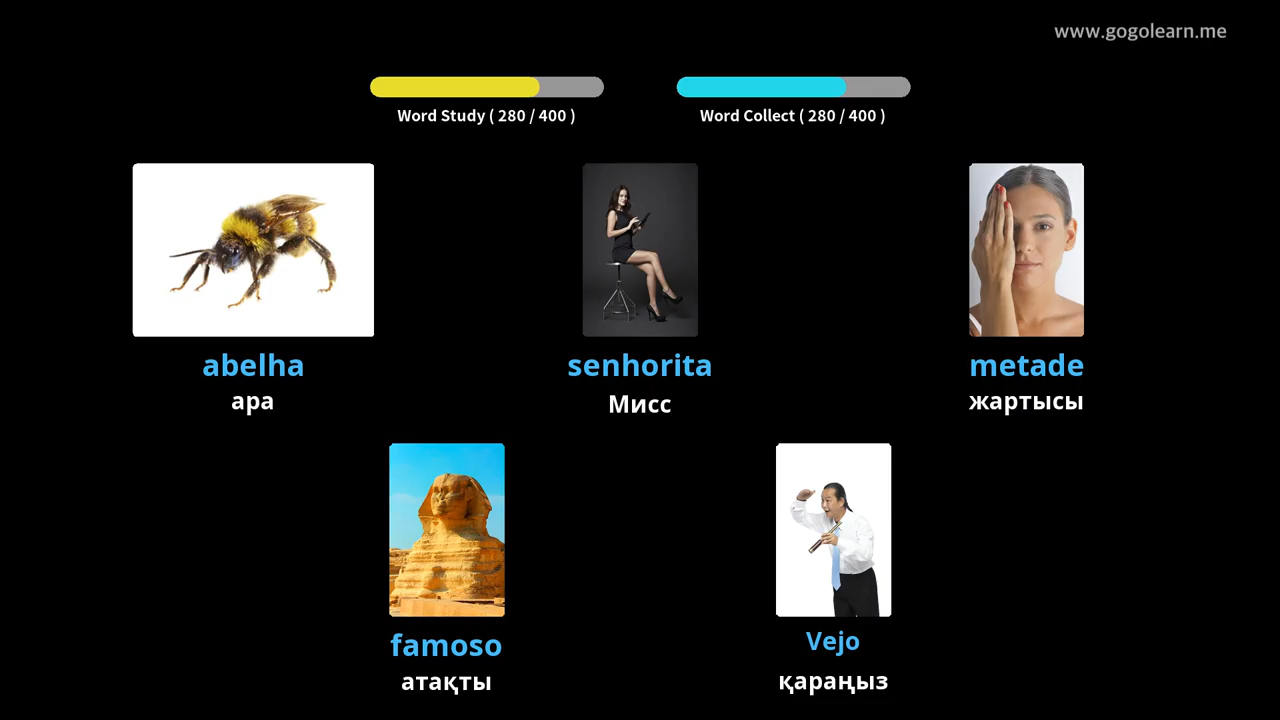 www.gogolearn.me
Word Study ( 280 / 400 )
Word Collect ( 280 / 400 )
abelha
ара
senhorita
Мисс
metade
жартысы
famoso
атақты
Vejo
қараңыз